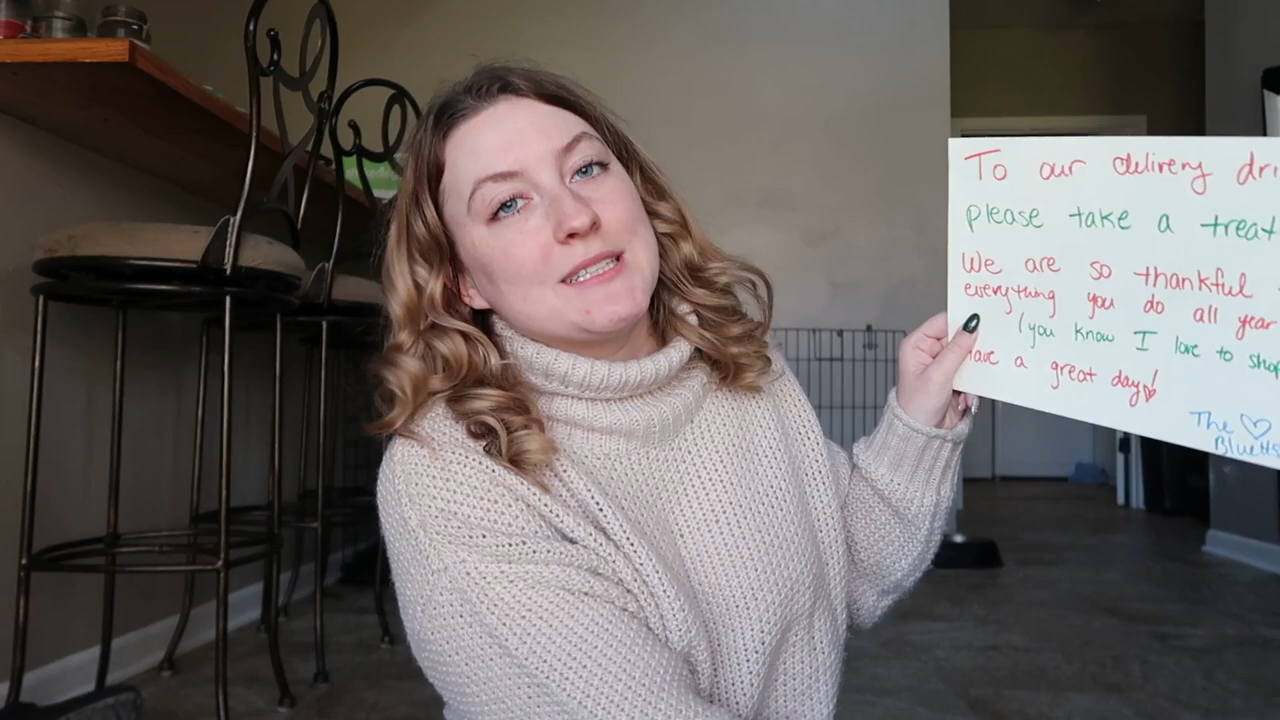 To our delivery dri
please take a treat
We are so thankful
everything you do all year
(you know I love to shop
Have a great day!
The ♡
Bluetts